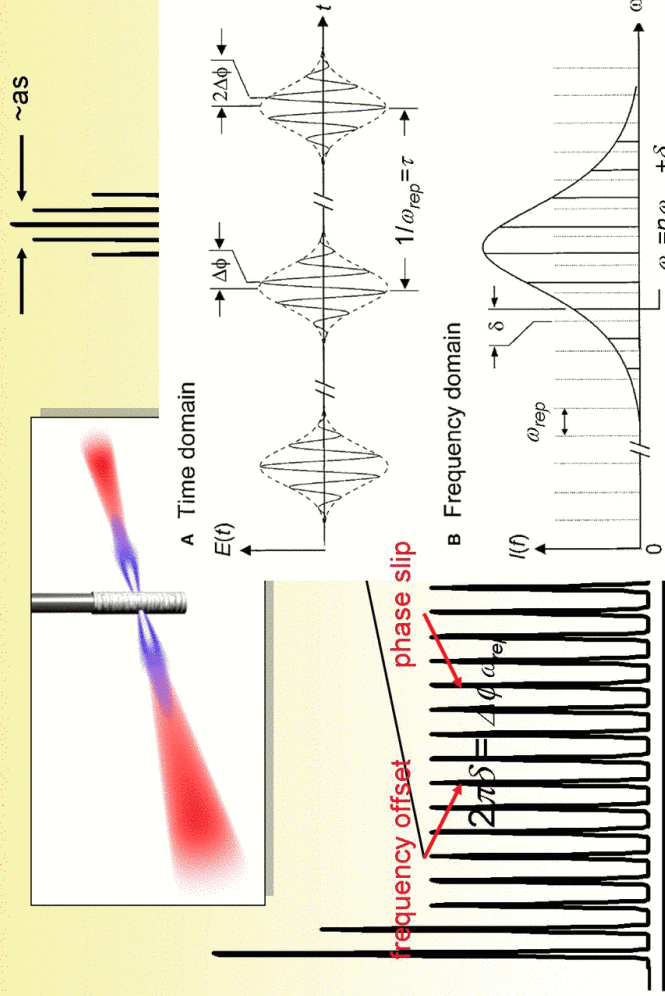 ~as
A Time domain
E(t)
t
Δϕ
2Δϕ
1/ω_rep = τ
B Frequency domain
I(f)
ω_rep
δ
0
ω
frequency offset
phase slip
2πδ = Δϕ ω_rep